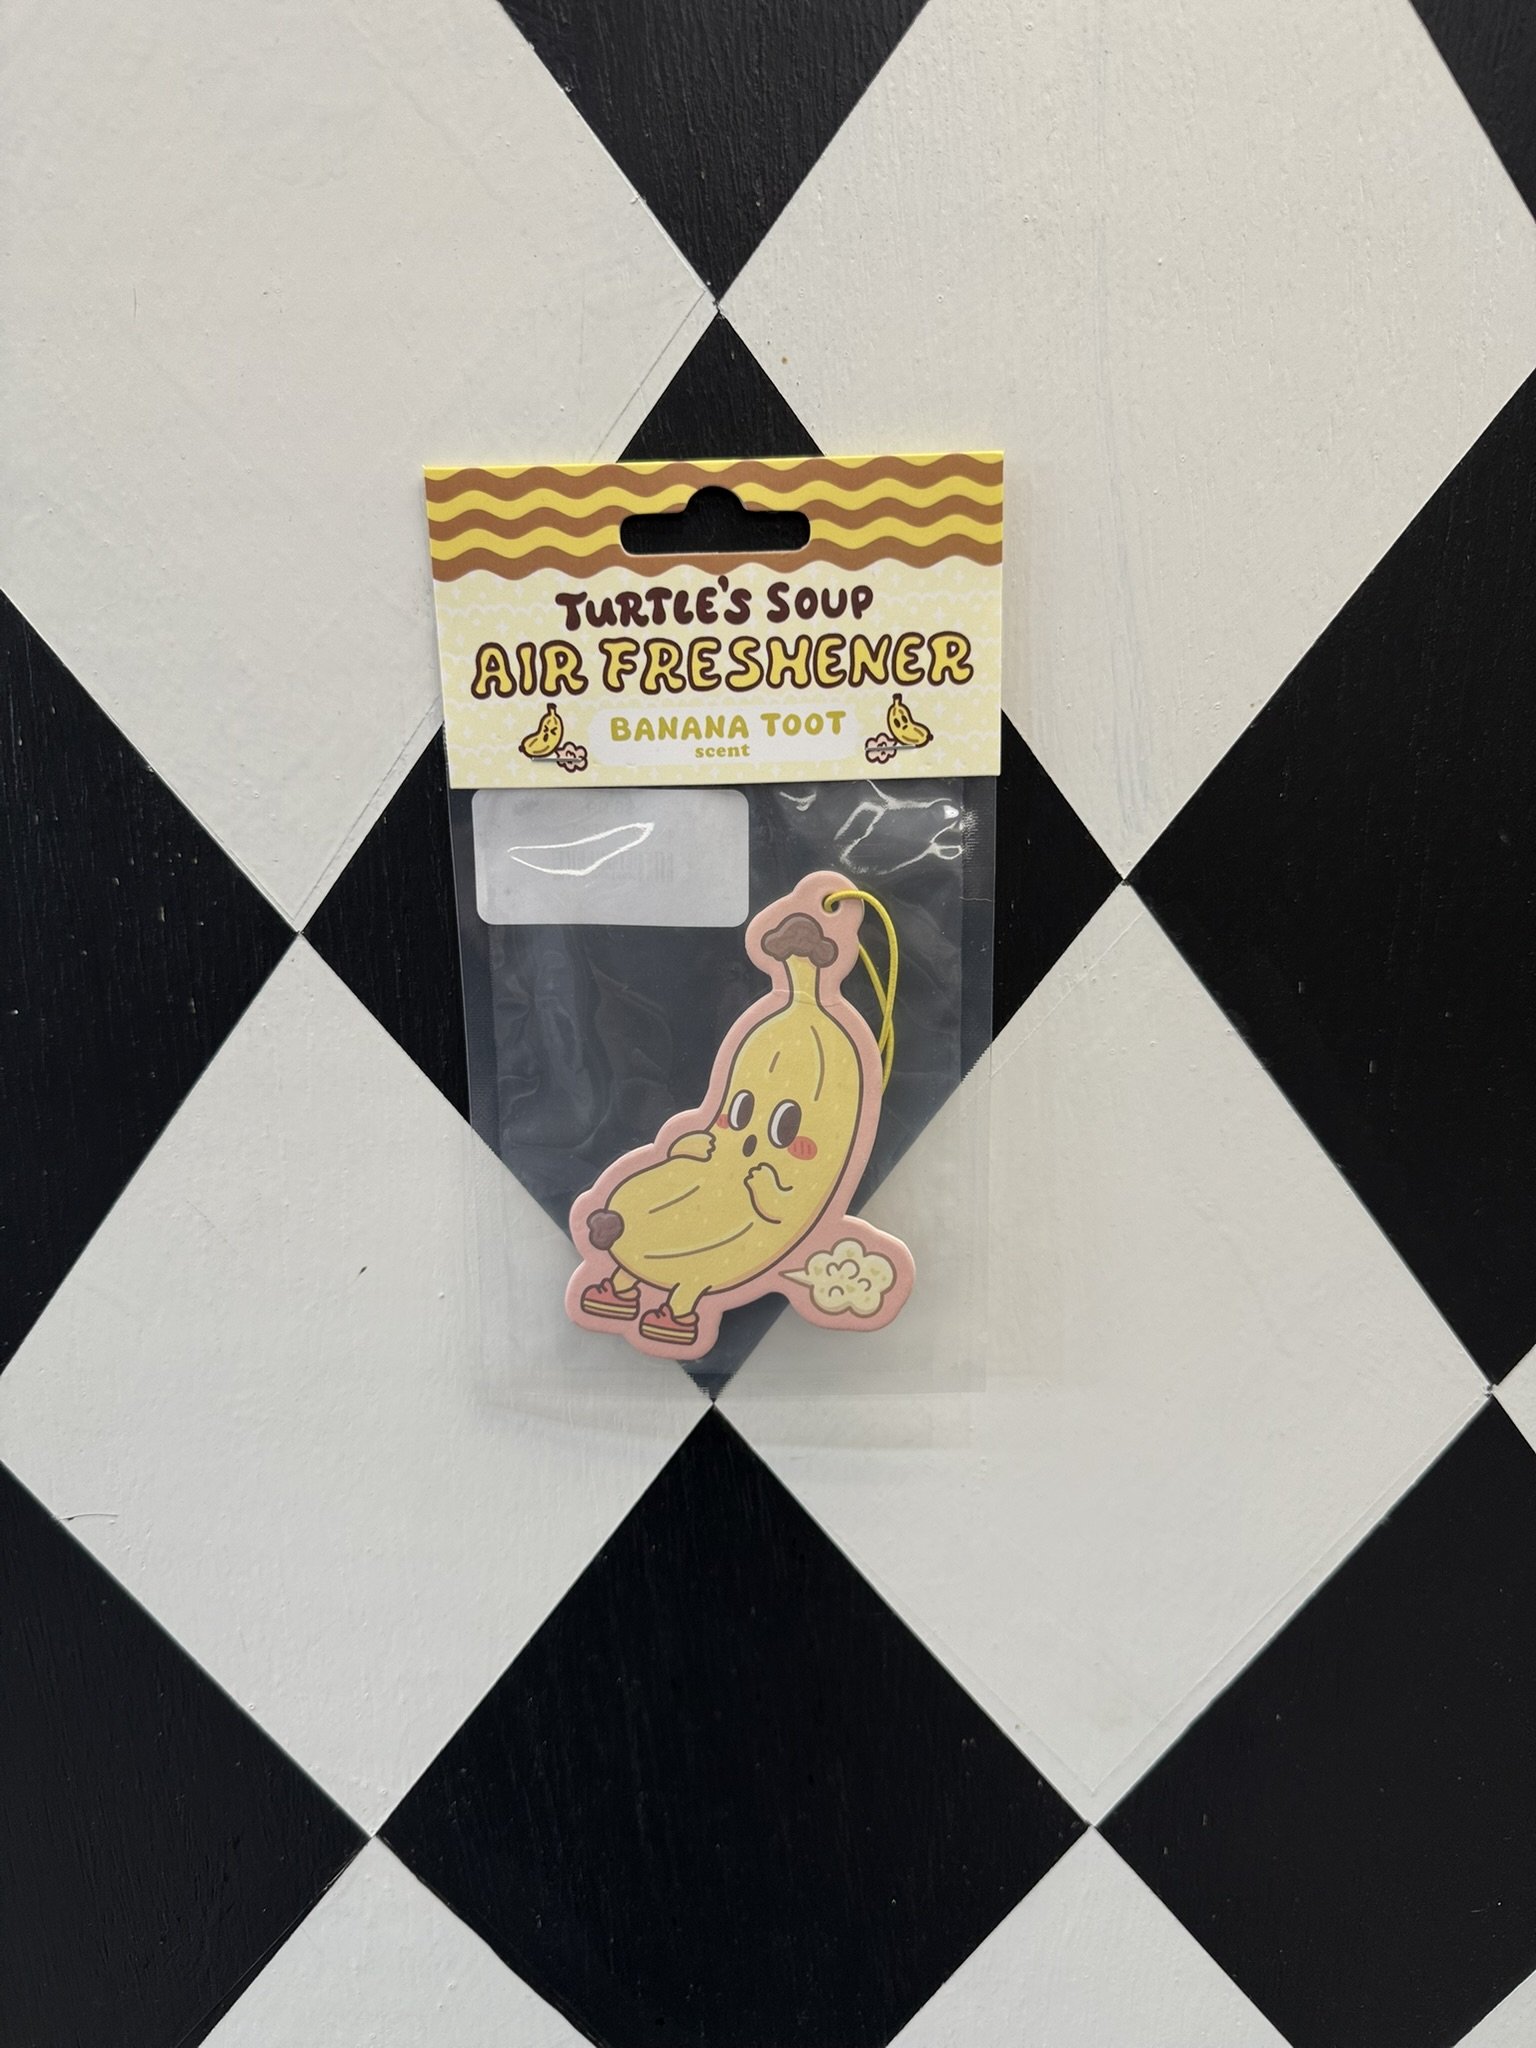 TURTLE'S SOUP
AIR FRESHENER
BANANA TOOT
scent